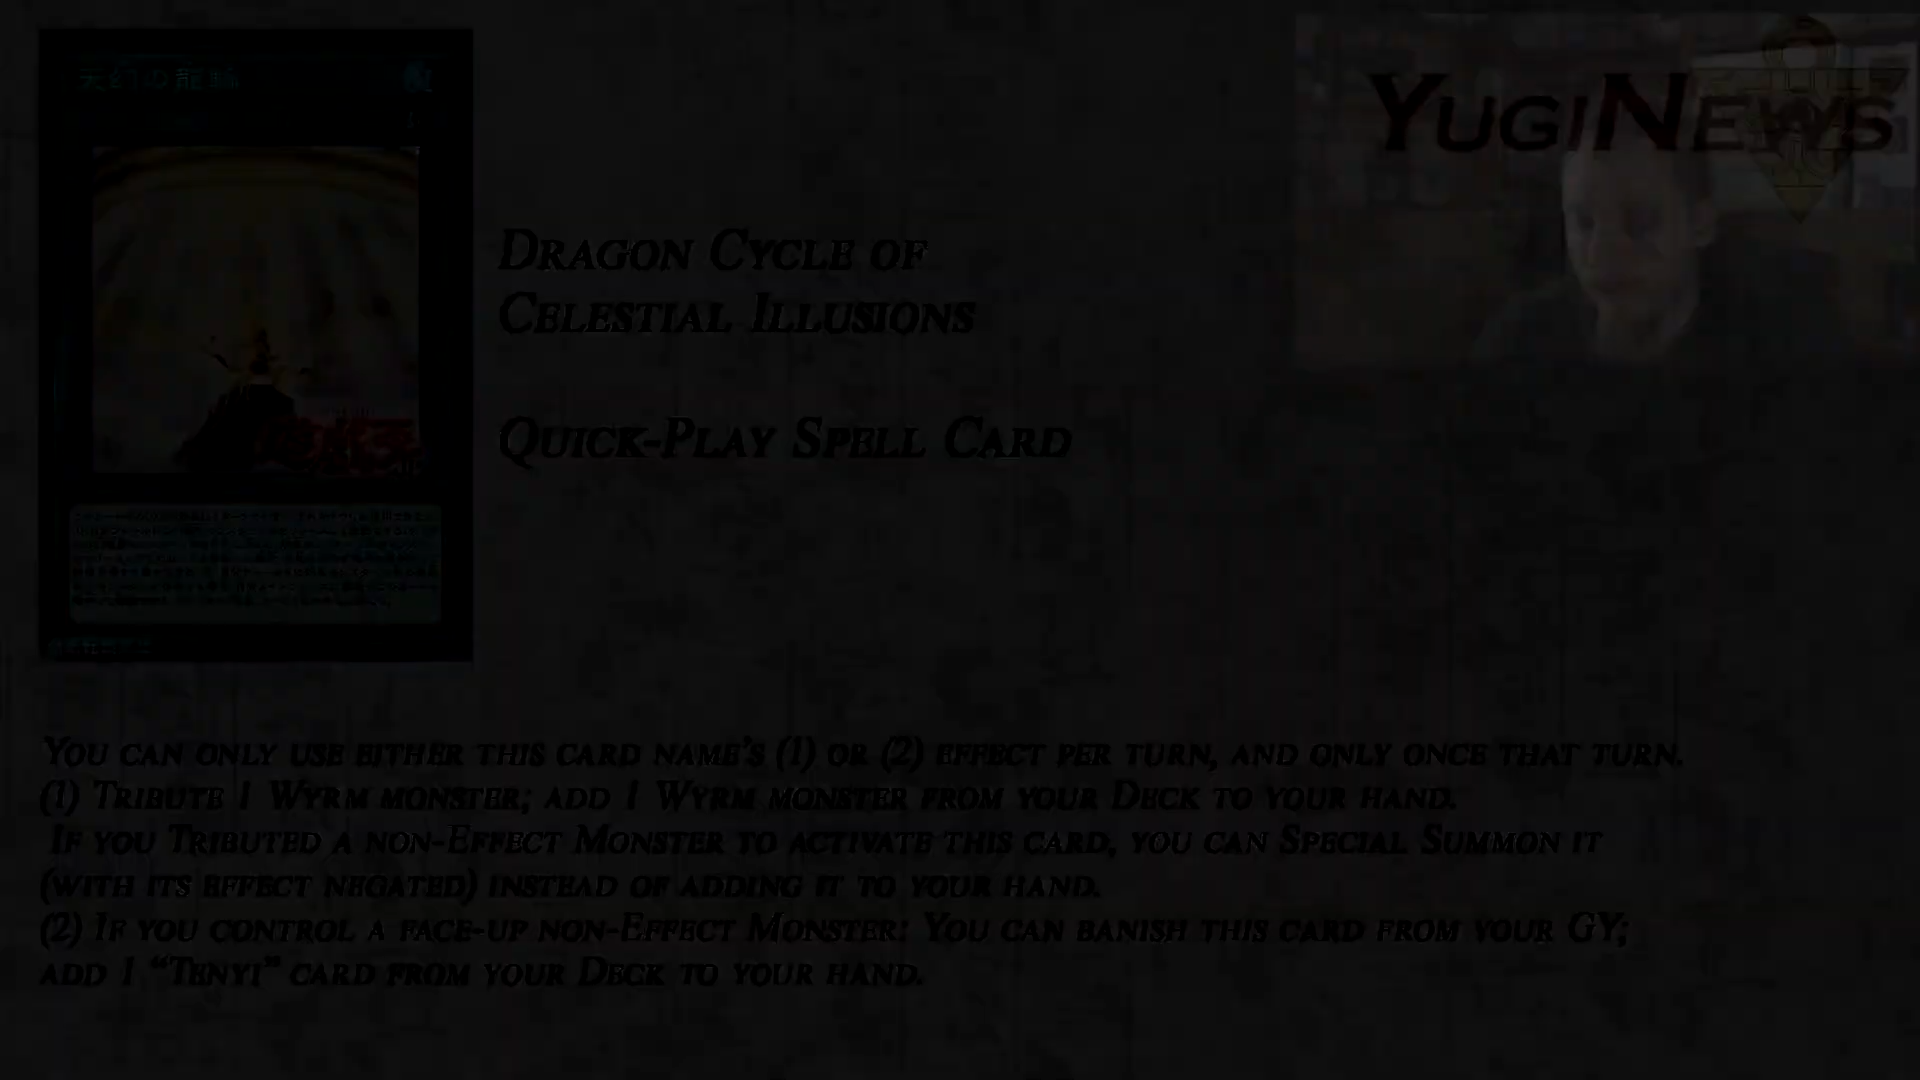 天幻の龍輪
YugiNews
Dragon Cycle of
Celestial Illusions
Quick-Play Spell Card
You can only use either this card name's (1) or (2) effect per turn, and only once that turn.
(1) Tribute 1 Wyrm monster; add 1 Wyrm monster from your Deck to your hand.
If you Tributed a non-Effect Monster to activate this card, you can Special Summon it
(with its effect negated) instead of adding it to your hand.
(2) If you control a face-up non-Effect Monster: You can banish this card from your GY;
add 1 “Tenyi” card from your Deck to your hand.